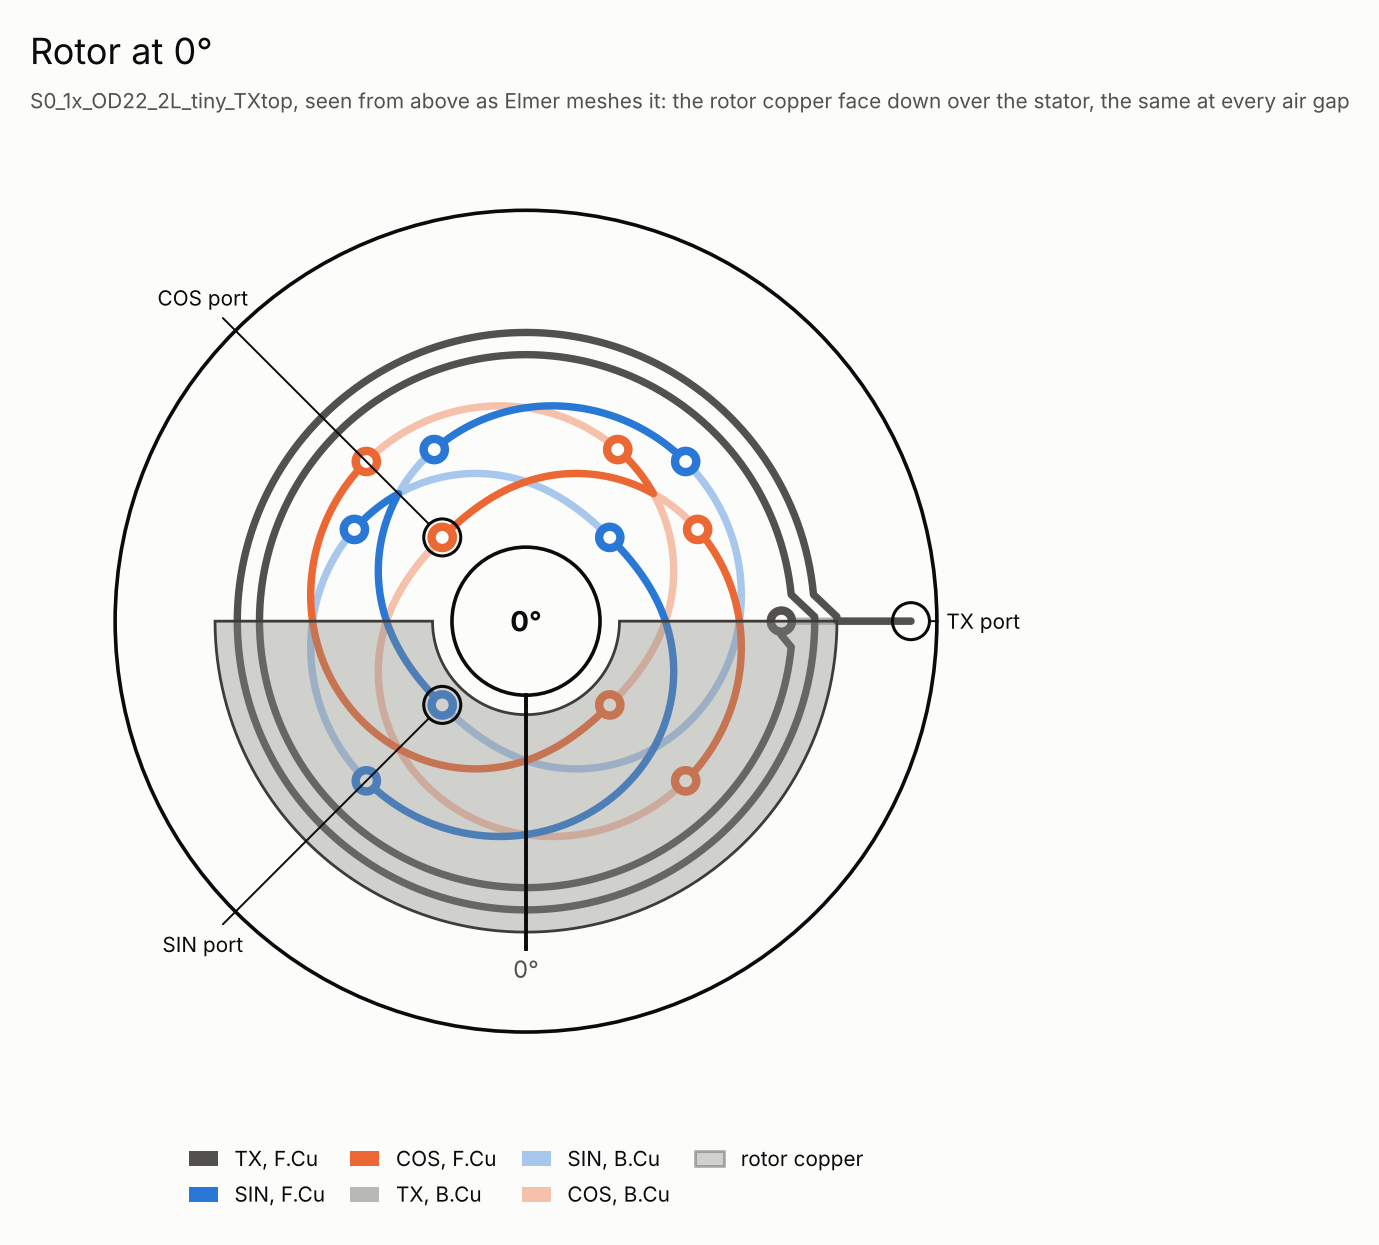 Rotor at 0°
S0_1x_OD22_2L_tiny_TXtop, seen from above as Elmer meshes it: the rotor copper face down over the stator, the same at every air gap
COS port
0°
TX port
SIN port
0°
TX, F.Cu
COS, F.Cu
SIN, B.Cu
rotor copper
SIN, F.Cu
TX, B.Cu
COS, B.Cu